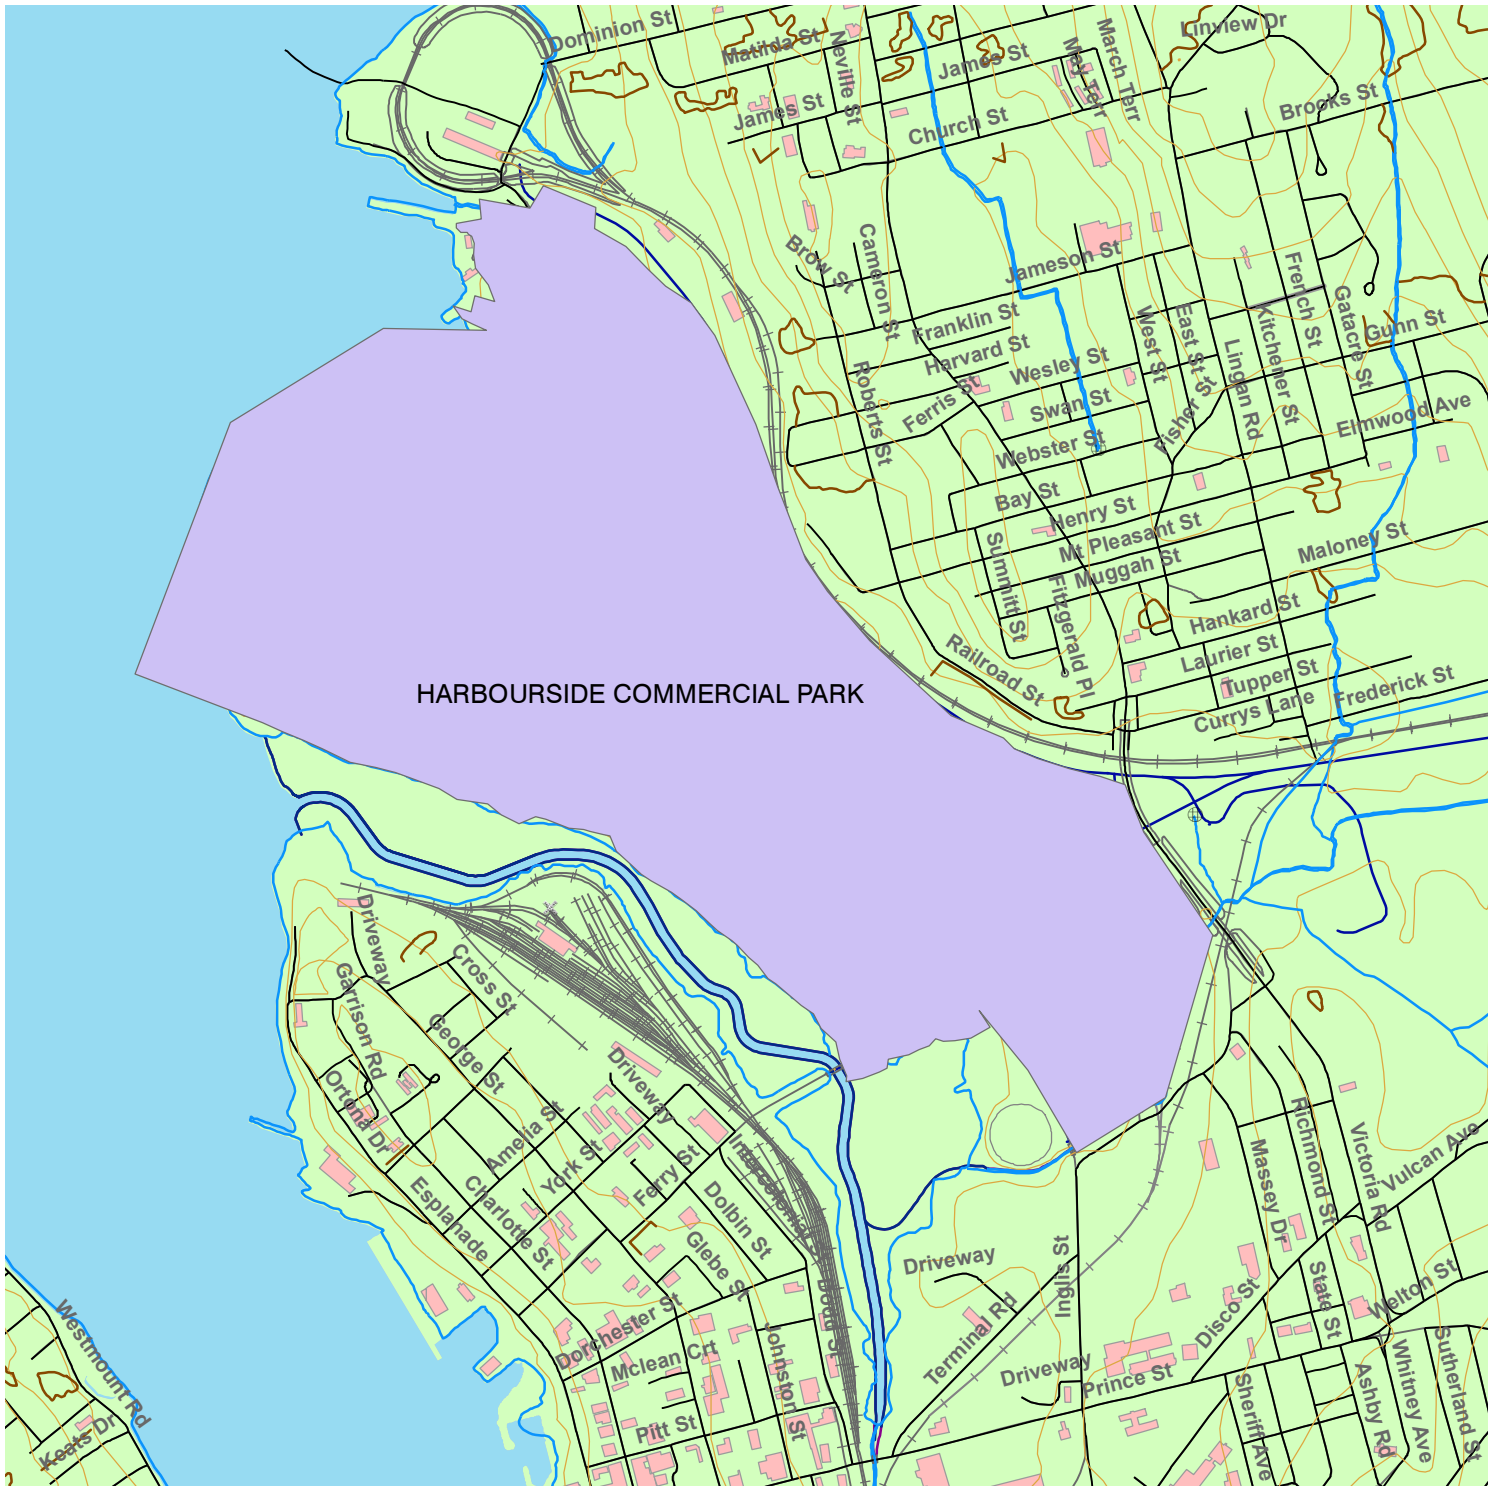 Dominion St
Matilda St
Neville St
James St
May Terr
March Terr
Linview Dr
James St
Church St
Brooks St
Brow St
Cameron St
Jameson St
French St
Gatacre St
Gunn St
Franklin St
Harvard St
Wesley St
West St
East St
Kitchener St
Lingan Rd
Roberts St
Ferris St
Swan St
Fisher St
Elmwood Ave
Webster St
Bay St
Henry St
Mt Pleasant St
Muggah St
Maloney St
Summitt St
Fitzgerald Pl
Hankard St
Laurier St
Tupper St
Frederick St
Currys Lane
Railroad St
HARBOURSIDE COMMERCIAL PARK
Driveway
Cross St
Garrison Rd
George St
Driveway
Ortona Dr
Amelia St
York St
Ferry St
Intercolonial St
Dolbin St
Esplanade
Charlotte St
Glebe St
Dodd St
Dorchester St
Mclean Crt
Johnston St
Pitt St
Westmount Rd
Keats Dr
Driveway
Inglis St
Terminal Rd
Driveway
Prince St
Disco St
Massey Dr
Richmond St
Victoria Rd
Vulcan Ave
State St
Welton St
Sheriff Ave
Ashby Rd
Whitney Ave
Sutherland St